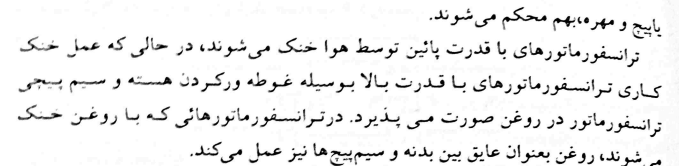 یاپیچ و مهره،بهم محکم می‌شوند.
ترانسفورماتورهای با قدرت پائین توسط هوا خنک می‌شوند، در حالی که عمل خنک
کاری ترانسفورماتورهای با قدرت بالا بوسیله غوطه ورکردن هسته و سیم پیچی
ترانسفورماتور در روغن صورت می پذیرد. درترانسفورماتورهائی که با روغن خنک
می‌شوند، روغن بعنوان عایق بین بدنه و سیم‌پیچ‌ها نیز عمل می‌کند.